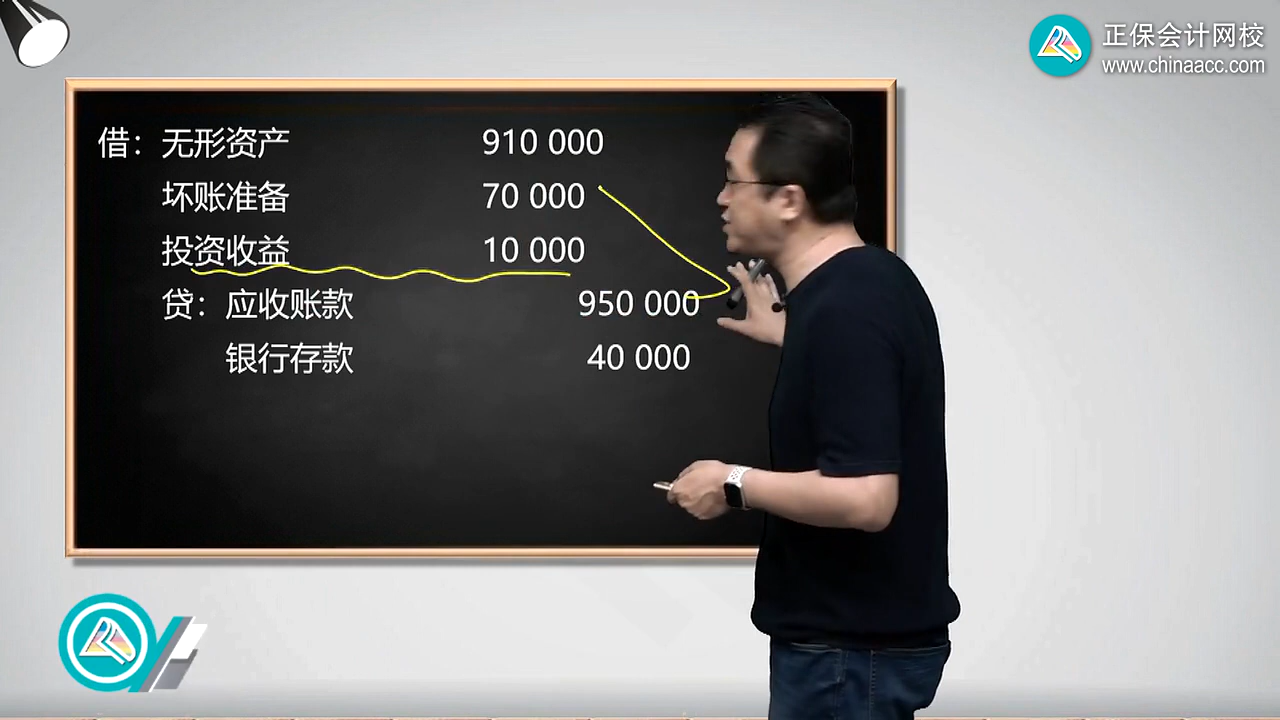 正保会计网校
www.chinaacc.com
借：无形资产 910 000
坏账准备 70 000
投资收益 10 000
贷：应收账款 950 000
银行存款 40 000